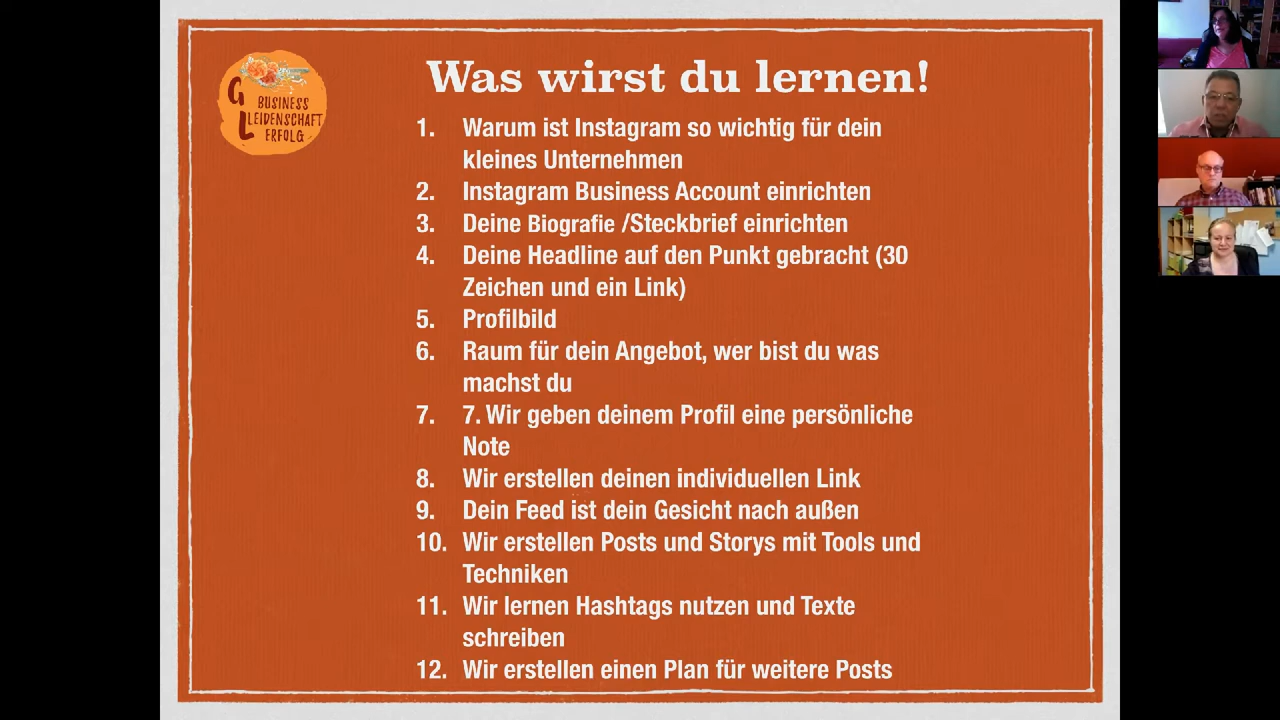 G
BUSINESS
LEIDENSCHAFT
ERFOLG
Was wirst du lernen!
1. Warum ist Instagram so wichtig für dein
kleines Unternehmen
2. Instagram Business Account einrichten
3. Deine Biografie /Steckbrief einrichten
4. Deine Headline auf den Punkt gebracht (30
Zeichen und ein Link)
5. Profilbild
6. Raum für dein Angebot, wer bist du was
machst du
7. 7. Wir geben deinem Profil eine persönliche
Note
8. Wir erstellen deinen individuellen Link
9. Dein Feed ist dein Gesicht nach außen
10. Wir erstellen Posts und Storys mit Tools und
Techniken
11. Wir lernen Hashtags nutzen und Texte
schreiben
12. Wir erstellen einen Plan für weitere Posts